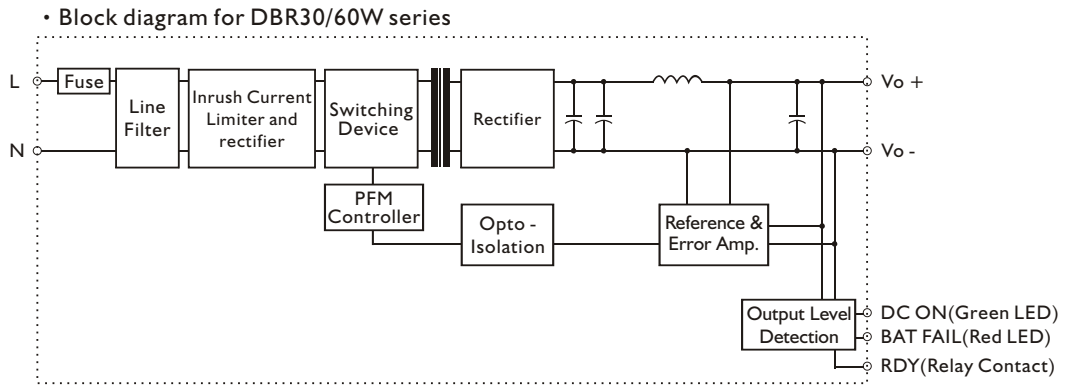 • Block diagram for DBR30/60W series
L
Fuse
Line
Filter
Inrush Current
Limiter and
rectifier
Switching
Device
Rectifier
Vo +
N
Vo -
PFM
Controller
Opto -
Isolation
Reference &
Error Amp.
Output Level
Detection
DC ON(Green LED)
BAT FAIL(Red LED)
RDY(Relay Contact)